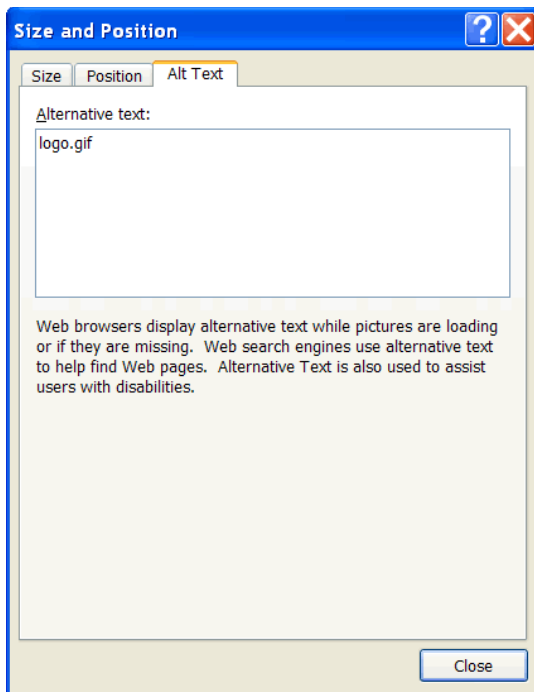 Size and Position
?
Size
Position
Alt Text
Alternative text:
logo.gif
Web browsers display alternative text while pictures are loading
or if they are missing.  Web search engines use alternative text
to help find Web pages.  Alternative Text is also used to assist
users with disabilities.
Close